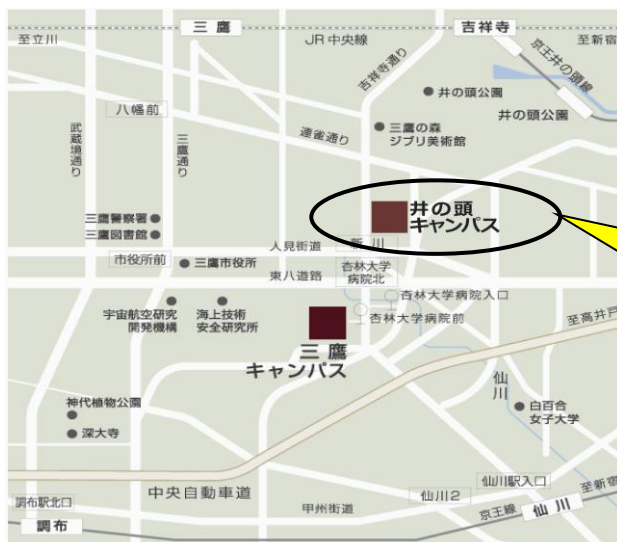 三鷹
吉祥寺
至立川
JR中央線
至新宿
吉祥寺通り
京王井の頭線
井の頭公園
井の頭公園
八幡前
武蔵境通り
三鷹通り
連雀通り
三鷹の森
ジブリ美術館
井の頭
キャンパス
三鷹警察署
三鷹図書館
人見街道
新川
市役所前
三鷹市役所
東八道路
杏林大学
病院北
杏林大学病院入口
杏林大学病院前
宇宙航空研究
開発機構
海上技術
安全研究所
三鷹
キャンパス
至高井戸
仙川
神代植物公園
深大寺
白百合
女子大学
中央自動車道
仙川駅入口
調布駅北口
甲州街道
仙川2
京王線
仙川
至新宿
調布